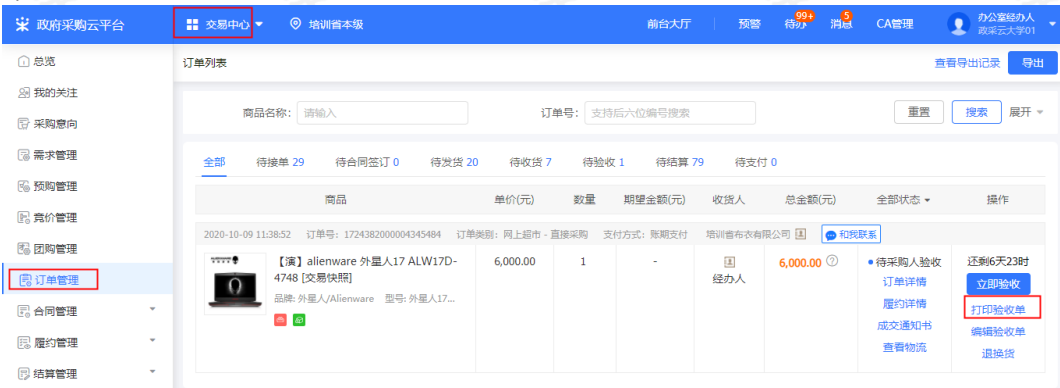 政府采购云平台 交易中心 培训省本级 前台大厅 预警 待办 99+ 消息 5 CA管理 办公室经办人
政采云大学01
总览
我的关注
采购意向
需求管理
预购管理
竞价管理
团购管理
订单管理
合同管理
履约管理
结算管理
订单列表 查看导出记录 导出
商品名称: 请输入 订单号: 支持后六位编号搜索 重置 搜索 展开
全部 待接单 29 待合同签订 0 待发货 20 待收货 7 待验收 1 待结算 79 待支付 0
商品 单价(元) 数量 期望金额(元) 收货人 总金额(元) 全部状态 操作
2020-10-09 11:38:52 订单号: 1724382000004345484 订单类别: 网上超市 - 直接采购 支付方式: 账期支付 培训省布衣有限公司 和我联系
【演】alienware 外星人17 ALW17D-
4748 [交易快照]
品牌: 外星人/Alienware 型号: 外星人17...
6,000.00 1 - 经办人 6,000.00
待采购人验收
订单详情
履约详情
成交通知书
查看物流
还剩6天23时
立即验收
打印验收单
编辑验收单
退换货